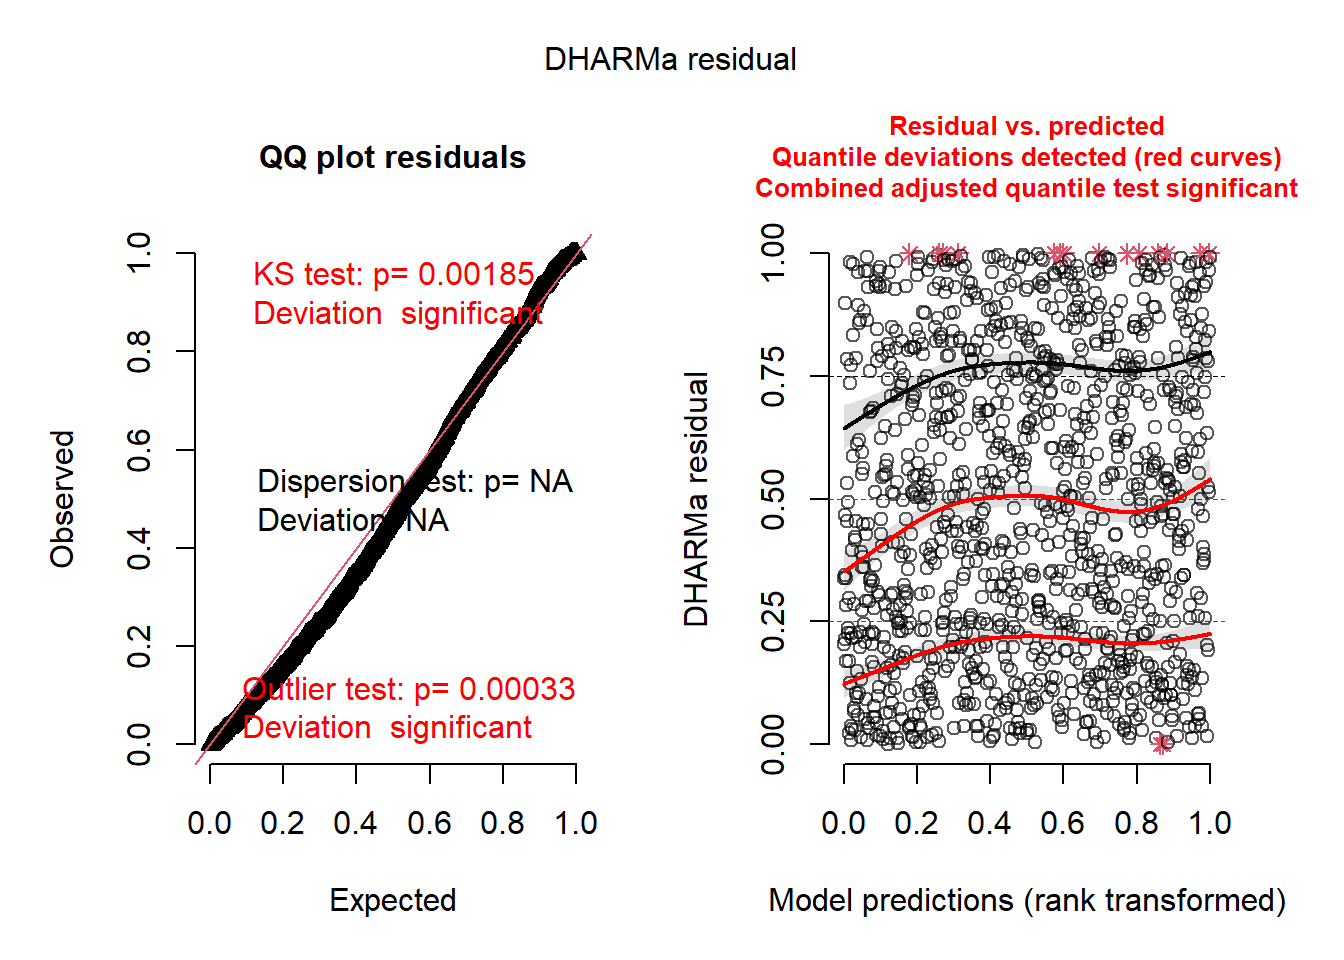 DHARMa residual
QQ plot residuals
KS test: p= 0.00185
Deviation  significant
Dispersion test: p= NA
Deviation  NA
Outlier test: p= 0.00033
Deviation  significant
Observed
0.0 0.2 0.4 0.6 0.8 1.0
0.0 0.2 0.4 0.6 0.8 1.0
Expected
Residual vs. predicted
Quantile deviations detected (red curves)
Combined adjusted quantile test significant
DHARMa residual
0.00 0.25 0.50 0.75 1.00
0.0 0.2 0.4 0.6 0.8 1.0
Model predictions (rank transformed)